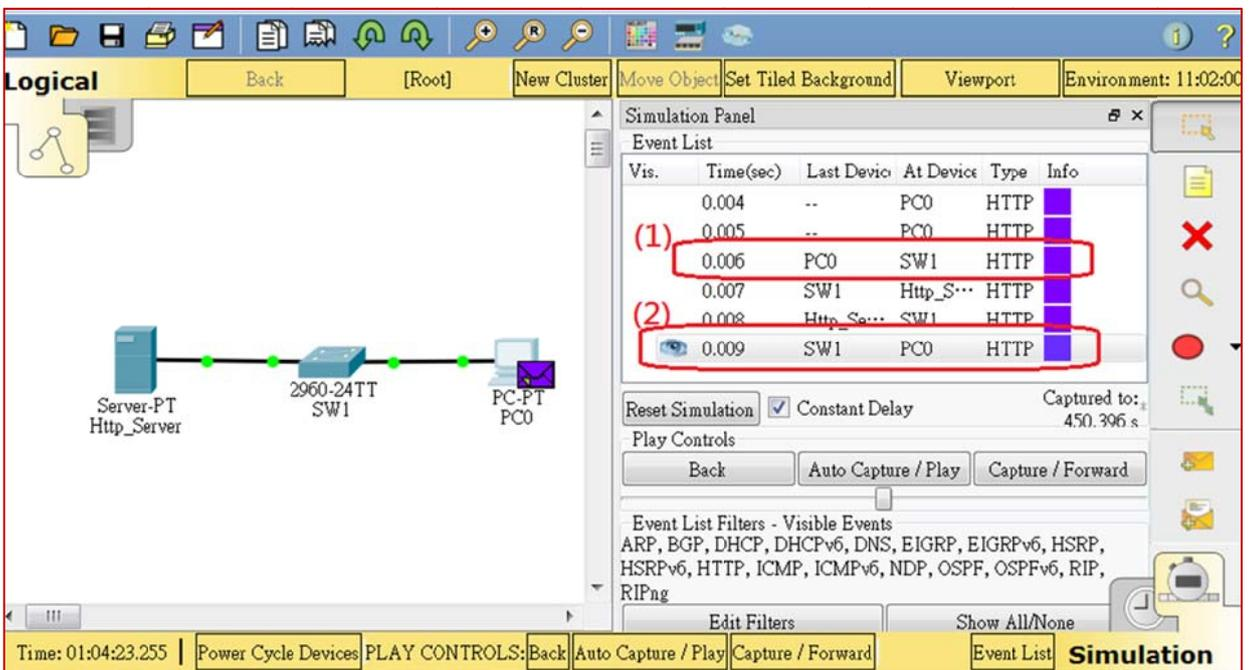 Logical
Back
[Root]
New Cluster
Move Object
Set Tiled Background
Viewport
Environment: 11:02:00
Server-PT
Http_Server
2960-24TT
SW1
PC-PT
PC0
Simulation Panel
Event List
Vis. Time(sec) Last Devic At Device Type Info
0.004 -- PC0 HTTP
0.005 -- PC0 HTTP
(1)
0.006 PC0 SW1 HTTP
0.007 SW1 Http_S… HTTP
(2)
0.008 Http_Se… SW1 HTTP
0.009 SW1 PC0 HTTP
Reset Simulation Constant Delay Captured to:
450.396 s
Play Controls
Back Auto Capture / Play Capture / Forward
Event List Filters - Visible Events
ARP, BGP, DHCP, DHCPv6, DNS, EIGRP, EIGRPv6, HSRP,
HSRPv6, HTTP, ICMP, ICMPv6, NDP, OSPF, OSPFv6, RIP,
RIPng
Edit Filters Show All/None
Time: 01:04:23.255 Power Cycle Devices PLAY CONTROLS: Back Auto Capture / Play Capture / Forward Event List Simulation